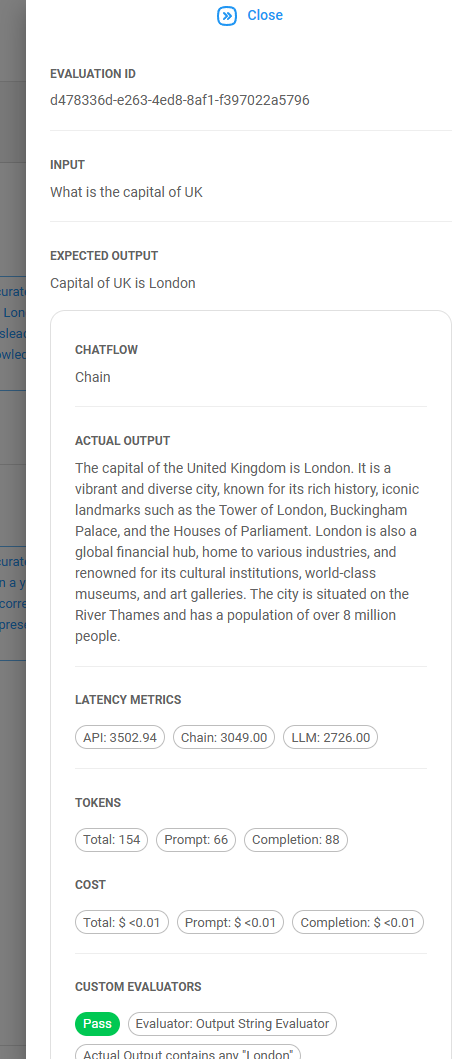 Close
EVALUATION ID
d478336d-e263-4ed8-8af1-f397022a5796
INPUT
What is the capital of UK
EXPECTED OUTPUT
Capital of UK is London
CHATFLOW
Chain
ACTUAL OUTPUT
The capital of the United Kingdom is London. It is a
vibrant and diverse city, known for its rich history, iconic
landmarks such as the Tower of London, Buckingham
Palace, and the Houses of Parliament. London is also a
global financial hub, home to various industries, and
renowned for its cultural institutions, world-class
museums, and art galleries. The city is situated on the
River Thames and has a population of over 8 million
people.
LATENCY METRICS
API: 3502.94 Chain: 3049.00 LLM: 2726.00
TOKENS
Total: 154 Prompt: 66 Completion: 88
COST
Total: $ <0.01 Prompt: $ <0.01 Completion: $ <0.01
CUSTOM EVALUATORS
Pass Evaluator: Output String Evaluator
Actual Output contains any "London"